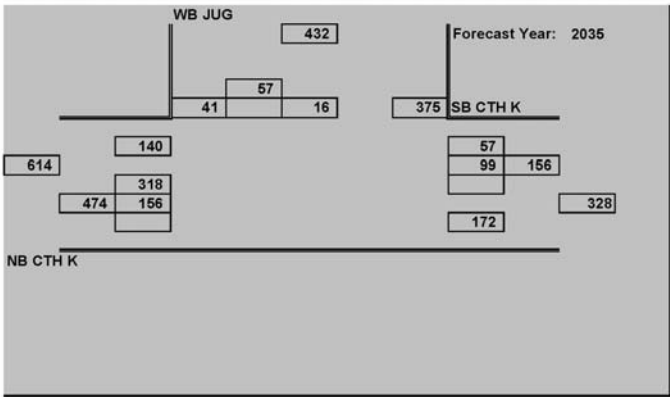 WB JUG
432
Forecast Year: 2035
57
41 16 375 SB CTH K
140 57
614 99 156
318
474 156 328
172
NB CTH K